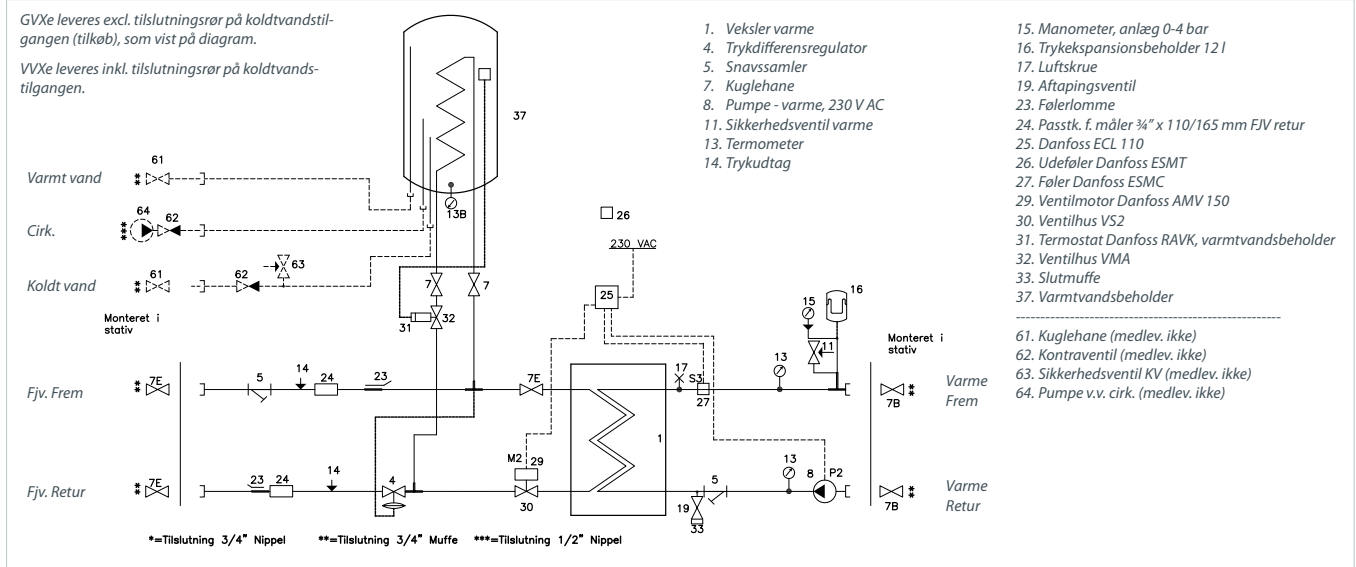 GVXe leveres excl. tilslutningsrør på koldtvandstil-
gangen (tilkøb), som vist på diagram.
VVXe leveres inkl. tilslutningsrør på koldtvands-
tilgangen.
1. Veksler varme
4. Trykdifferensregulator
5. Snavssamler
7. Kuglehane
8. Pumpe - varme, 230 V AC
11. Sikkerhedsventil varme
13. Termometer
14. Trykudtag
15. Manometer, anlæg 0-4 bar
16. Trykekspansionsbeholder 12 l
17. Luftskrue
19. Aftapingsventil
23. Følerlomme
24. Passtk. f. måler ¾” x 110/165 mm FJV retur
25. Danfoss ECL 110
26. Udeføler Danfoss ESMT
27. Føler Danfoss ESMC
29. Ventilmotor Danfoss AMV 150
30. Ventilhus VS2
31. Termostat Danfoss RAVK, varmtvandsbeholder
32. Ventilhus VMA
33. Slutmuffe
37. Varmtvandsbeholder
61. Kuglehane (medlev. ikke)
62. Kontraventil (medlev. ikke)
63. Sikkerhedsventil KV (medlev. ikke)
64. Pumpe v.v. cirk. (medlev. ikke)
37
61
Varmt vand **
13B
64 62
Cirk. ***
26
230 VAC
61 62 63
Koldt vand **
7 7
25
16
15
Monteret i
stativ
31 32
11
Monteret i
stativ
7E 5 14 24 23 7E 17 S3 27 13 7B
Fjv. Frem **
** Varme
Frem
1
M2 29
13
7E 23 24 14 4 30 5 8 P2 7B
Fjv. Retur **
** Varme
Retur
19
33
*=Tilslutning 3/4" Nippel **=Tilslutning 3/4" Muffe ***=Tilslutning 1/2" Nippel